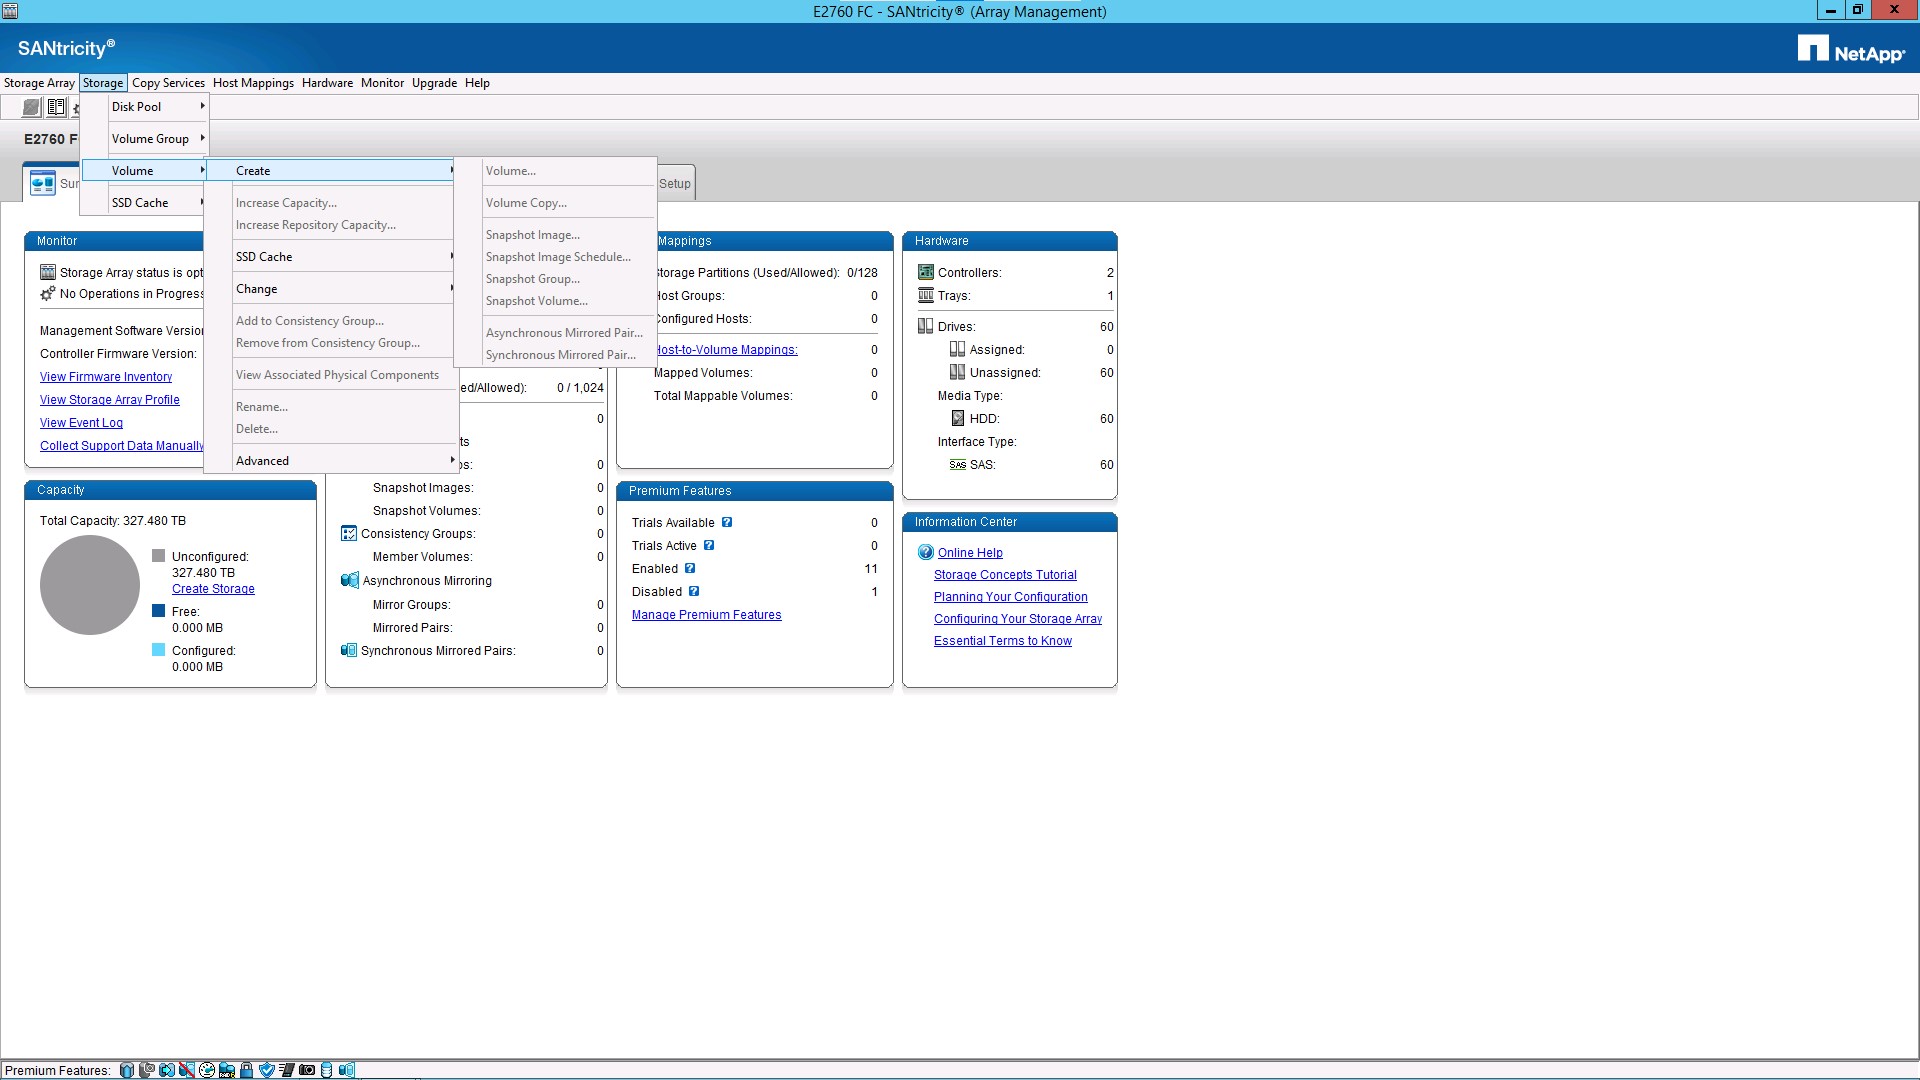 E2760 FC - SANtricity® (Array Management)
SANtricity®
NetApp®
Storage Array Storage Copy Services Host Mappings Hardware Monitor Upgrade Help
E2760 F
Disk Pool
Volume Group
Volume
SSD Cache
Create
Increase Capacity...
Increase Repository Capacity...
SSD Cache
Change
Add to Consistency Group...
Remove from Consistency Group...
View Associated Physical Components
Rename...
Delete...
Advanced
Volume...
Volume Copy...
Snapshot Image...
Snapshot Image Schedule...
Snapshot Group...
Snapshot Volume...
Asynchronous Mirrored Pair...
Synchronous Mirrored Pair...
Sur
Setup
Monitor
Storage Array status is opt
No Operations in Progress
Management Software Versio
Controller Firmware Version:
View Firmware Inventory
View Storage Array Profile
View Event Log
Collect Support Data Manually
Capacity
Total Capacity: 327.480 TB
Unconfigured:
327.480 TB
Create Storage
Free:
0.000 MB
Configured:
0.000 MB
ed/Allowed): 0 / 1,024
0
ts
s: 0
Snapshot Images: 0
Snapshot Volumes: 0
Consistency Groups: 0
Member Volumes: 0
Asynchronous Mirroring
Mirror Groups: 0
Mirrored Pairs: 0
Synchronous Mirrored Pairs: 0
Mappings
Storage Partitions (Used/Allowed): 0/128
Host Groups: 0
Configured Hosts: 0
Host-to-Volume Mappings: 0
Mapped Volumes: 0
Total Mappable Volumes: 0
Premium Features
Trials Available ? 0
Trials Active ? 0
Enabled ? 11
Disabled ? 1
Manage Premium Features
Hardware
Controllers: 2
Trays: 1
Drives: 60
Assigned: 0
Unassigned: 60
Media Type:
HDD: 60
Interface Type:
SAS SAS: 60
Information Center
? Online Help
Storage Concepts Tutorial
Planning Your Configuration
Configuring Your Storage Array
Essential Terms to Know
Premium Features: